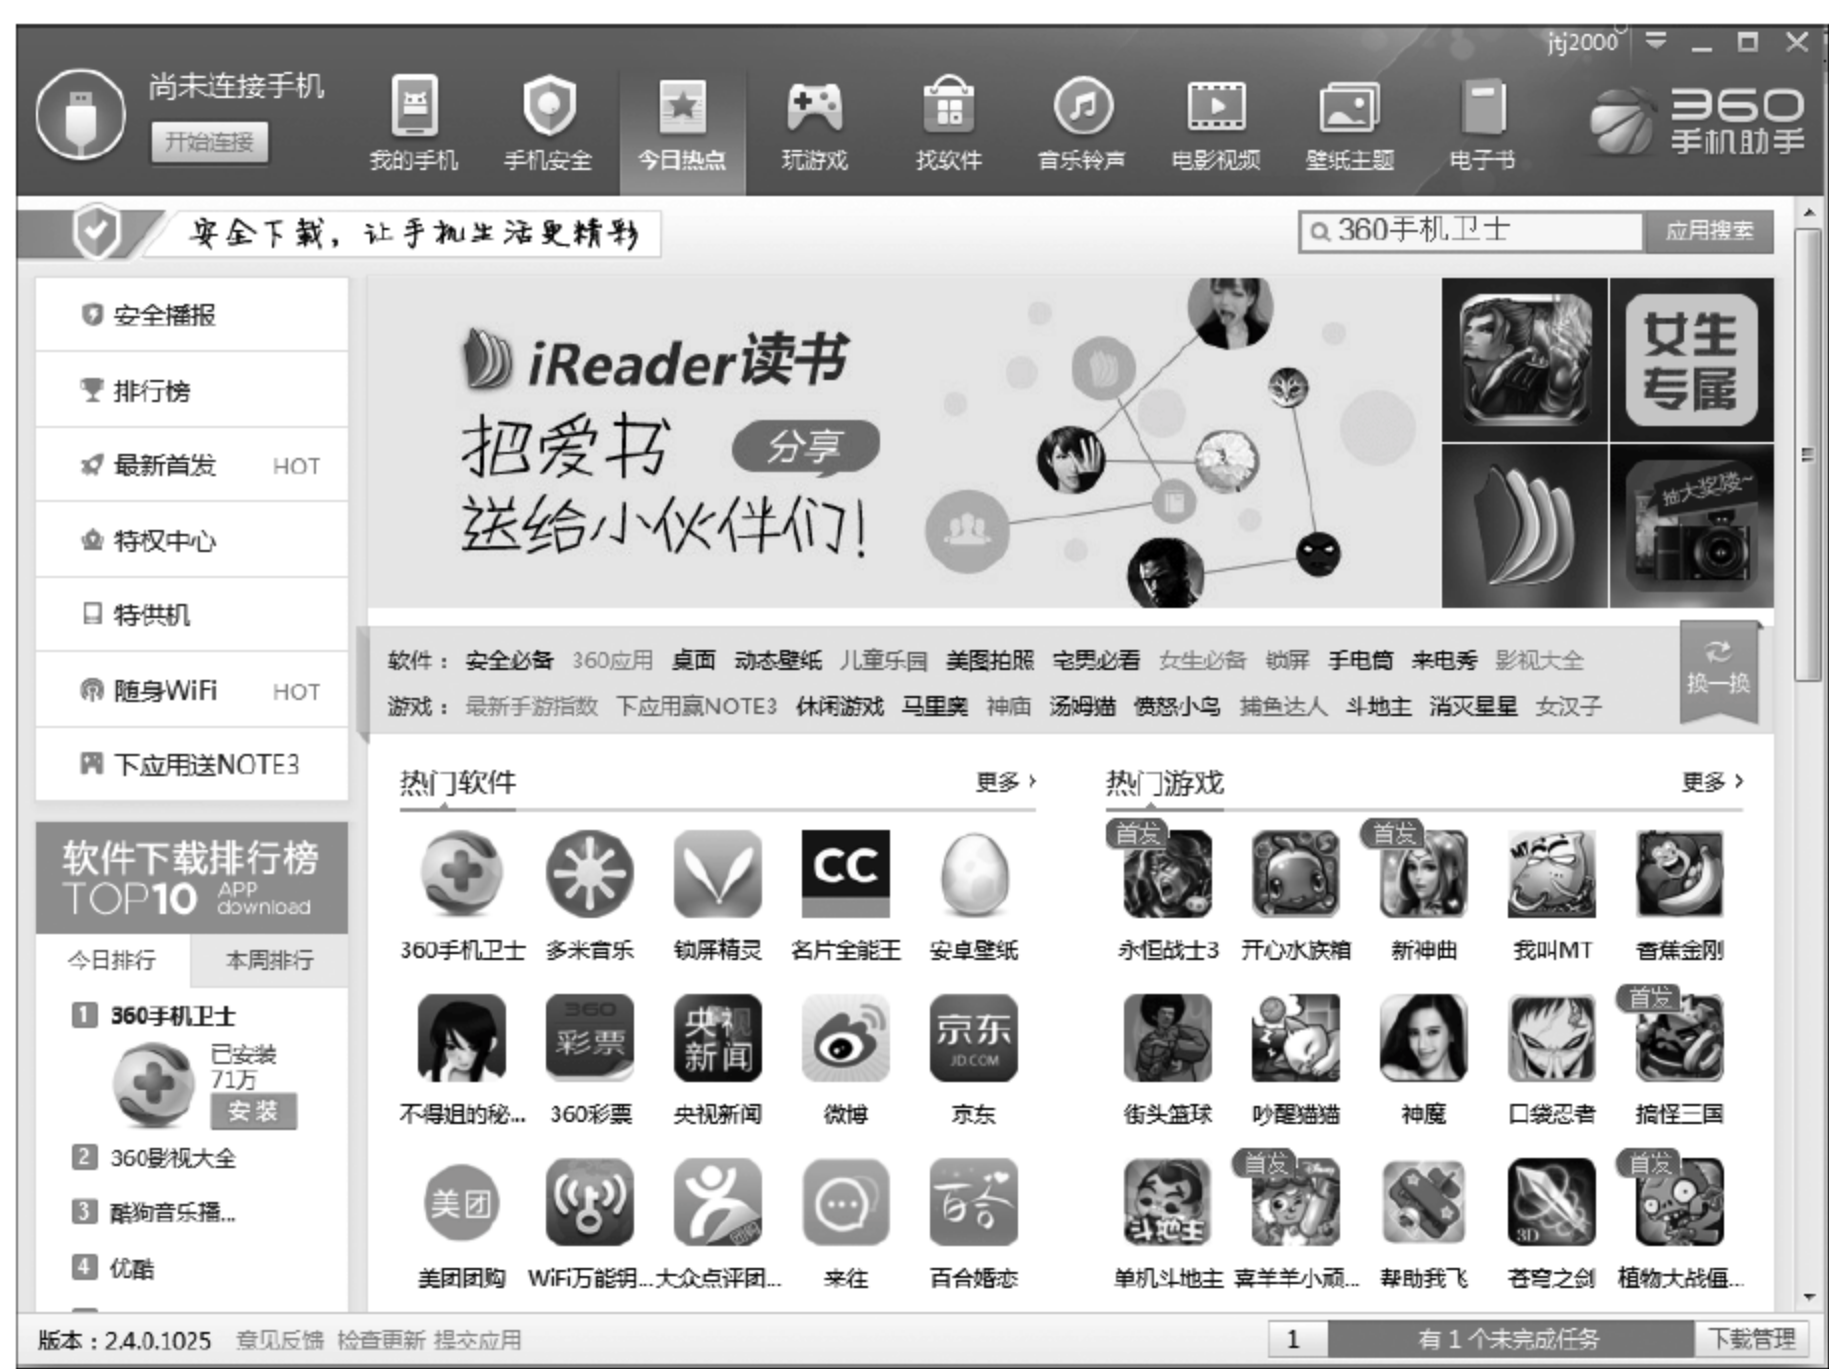 jtj2000
尚未连接手机
开始连接
我的手机 手机安全 今日热点 玩游戏 找软件 音乐铃声 电影视频 壁纸主题 电子书
360
手机助手
安全下载，让手机生活更精彩
360手机卫士 应用搜索
安全播报
排行榜
最新首发 HOT
特权中心
特供机
随身WiFi HOT
下应用送NOTE3
iReader读书
把爱书 分享
送给小伙伴们!
女生
专属
抽大奖喽~
软件： 安全必备 360应用 桌面 动态壁纸 儿童乐园 美图拍照 宅男必看 女生必备 锁屏 手电筒 来电秀 影视大全
游戏： 最新手游指数 下应用赢NOTE3 休闲游戏 马里奥 神庙 汤姆猫 愤怒小鸟 捕鱼达人 斗地主 消灭星星 女汉子
换一换
软件下载排行榜
TOP10 APP download
今日排行 本周排行
1 360手机卫士
已安装
71万
安装
2 360影视大全
3 酷狗音乐播...
4 优酷
热门软件 更多 ›
CC
360手机卫士 多米音乐 锁屏精灵 名片全能王 安卓壁纸
360
彩票
央视
新闻
京东
JD.COM
不得姐的秘... 360彩票 央视新闻 微博 京东
美团
团购
百合
美团团购 WiFi万能钥... 大众点评团... 来往 百合婚恋
热门游戏 更多 ›
首发 首发
MT
永恒战士3 开心水族箱 新神曲 我叫MT 香蕉金刚
首发
街头篮球 吵醒猫猫 神魔 口袋忍者 搞怪三国
斗地主
首发
Disney
3D
首发
单机斗地主 喜羊羊小顽... 帮助我飞 苍穹之剑 植物大战僵...
版本：2.4.0.1025 意见反馈 检查更新 提交应用
1 有 1 个未完成任务 下载管理